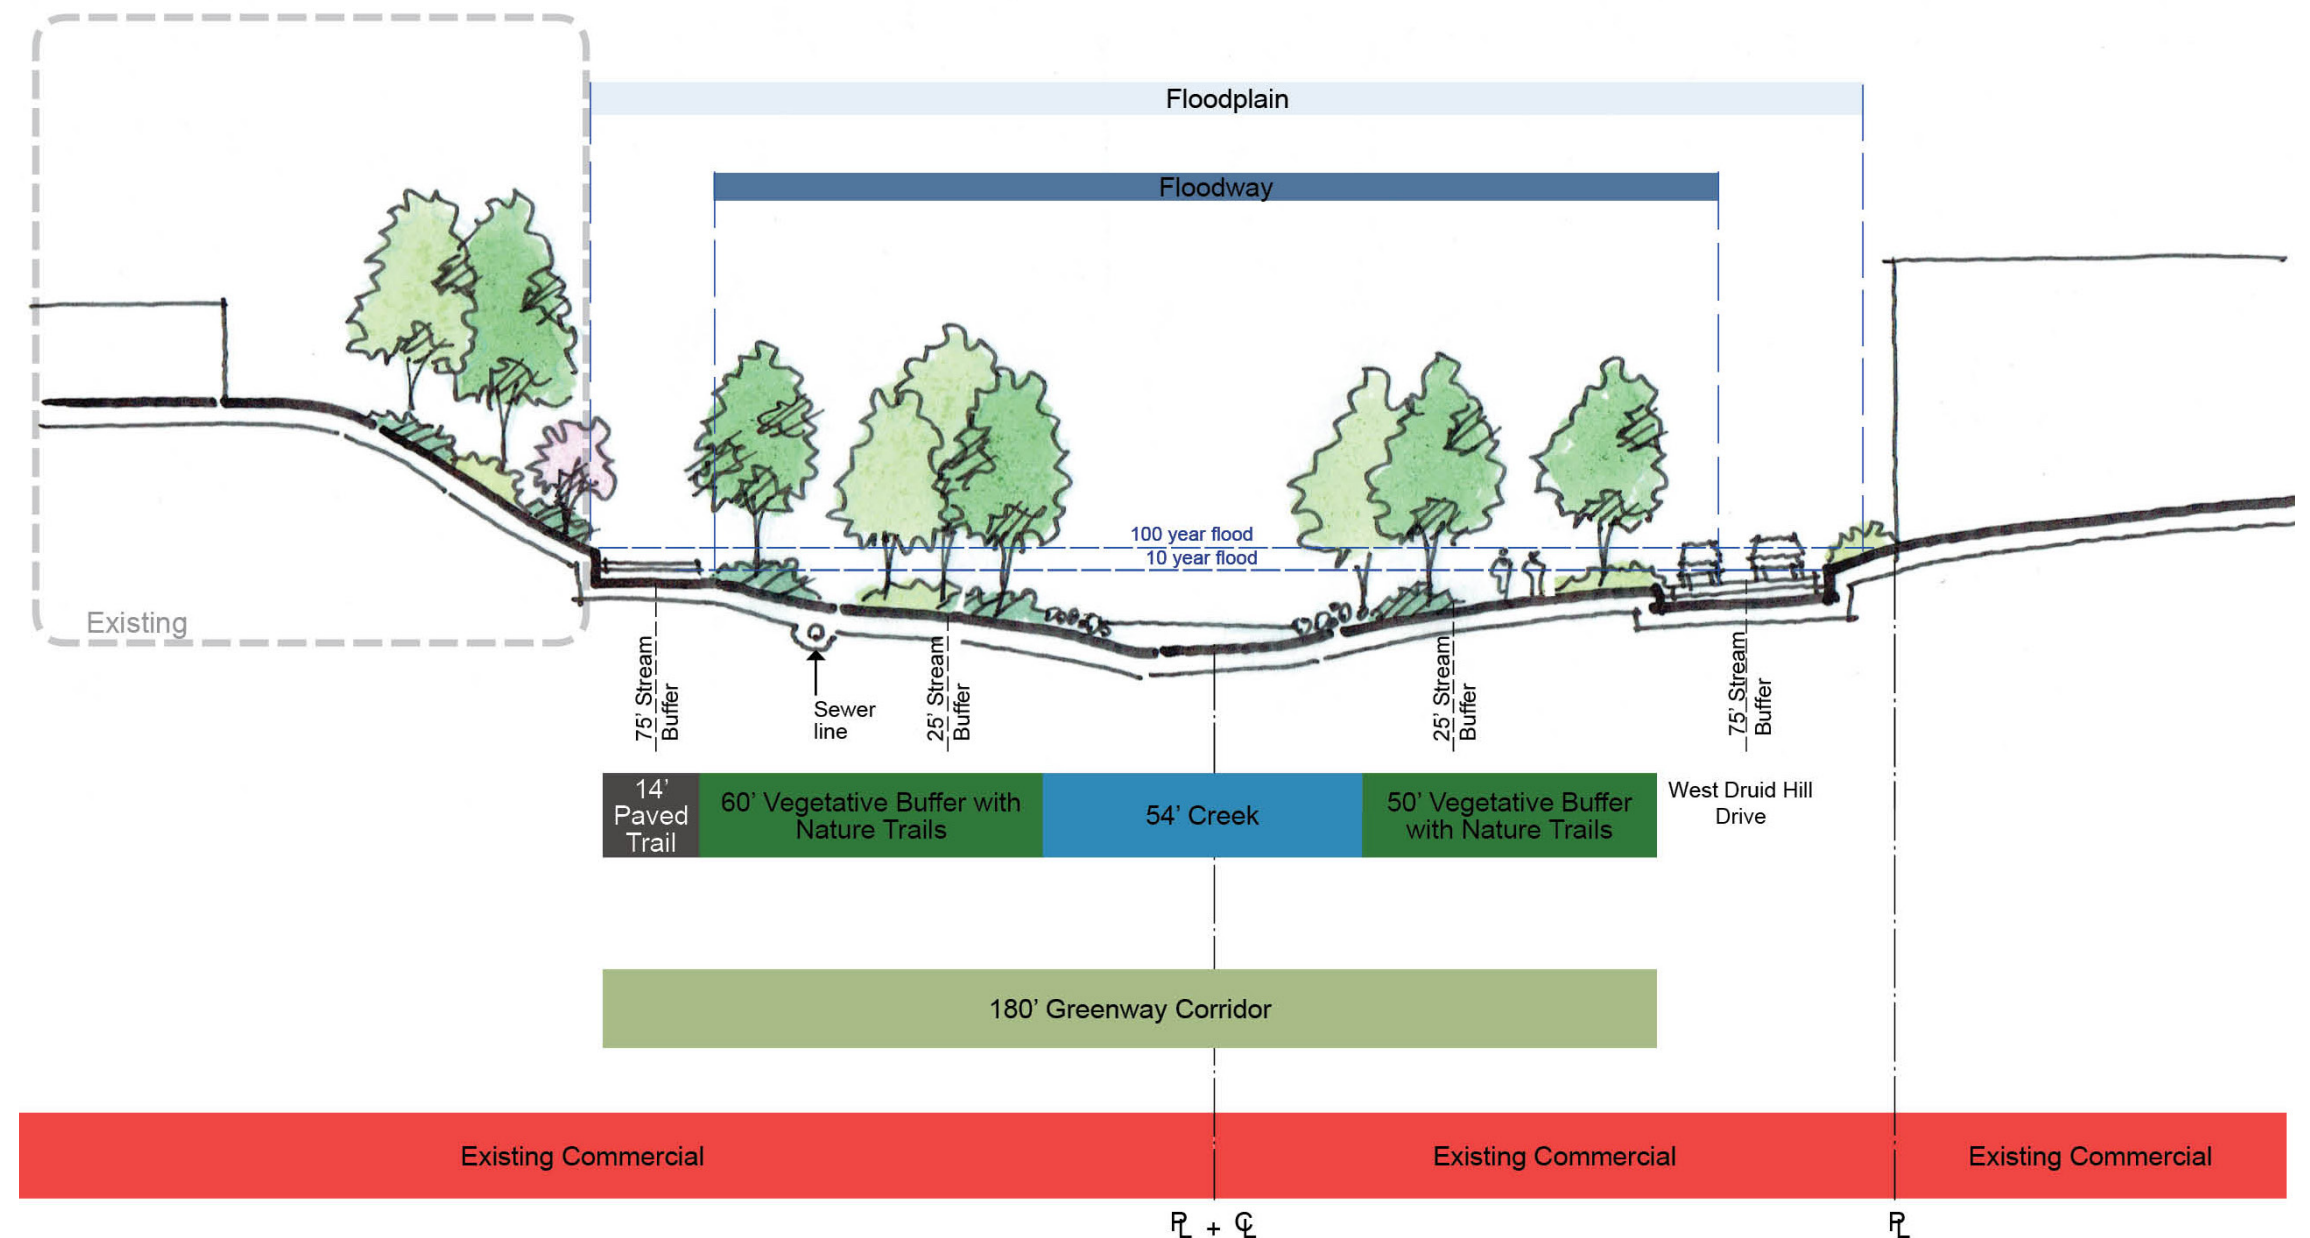 Floodplain
Floodway
100 year flood
10 year flood
Existing
75' Stream
Buffer
Sewer
line
25' Stream
Buffer
25' Stream
Buffer
75' Stream
Buffer
14'
Paved
Trail
60' Vegetative Buffer with
Nature Trails
54' Creek
50' Vegetative Buffer
with Nature Trails
West Druid Hill
Drive
180' Greenway Corridor
Existing Commercial
Existing Commercial
Existing Commercial
PL + CL
PL